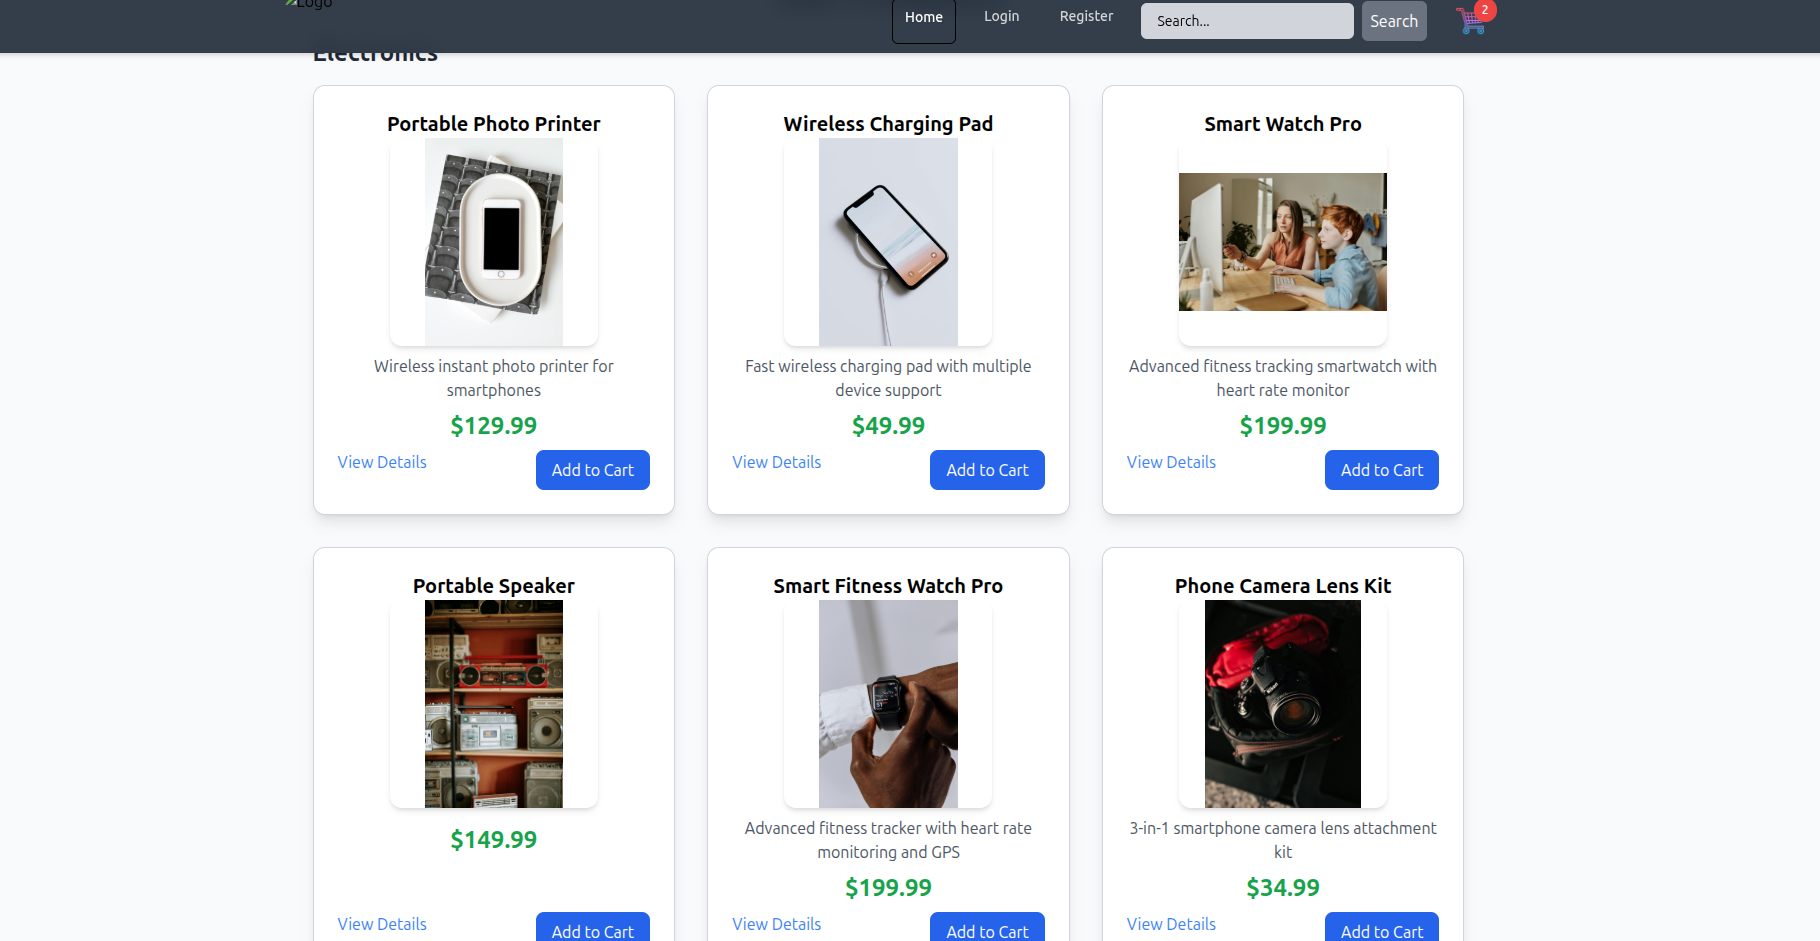 Logo
Home
Login
Register
Search...
Search
2
Electronics
Portable Photo Printer
Wireless instant photo printer for
smartphones
$129.99
View Details
Add to Cart
Wireless Charging Pad
Fast wireless charging pad with multiple
device support
$49.99
View Details
Add to Cart
Smart Watch Pro
Advanced fitness tracking smartwatch with
heart rate monitor
$199.99
View Details
Add to Cart
Portable Speaker
$149.99
View Details
Add to Cart
Smart Fitness Watch Pro
Advanced fitness tracker with heart rate
monitoring and GPS
$199.99
View Details
Add to Cart
Phone Camera Lens Kit
3-in-1 smartphone camera lens attachment
kit
$34.99
View Details
Add to Cart